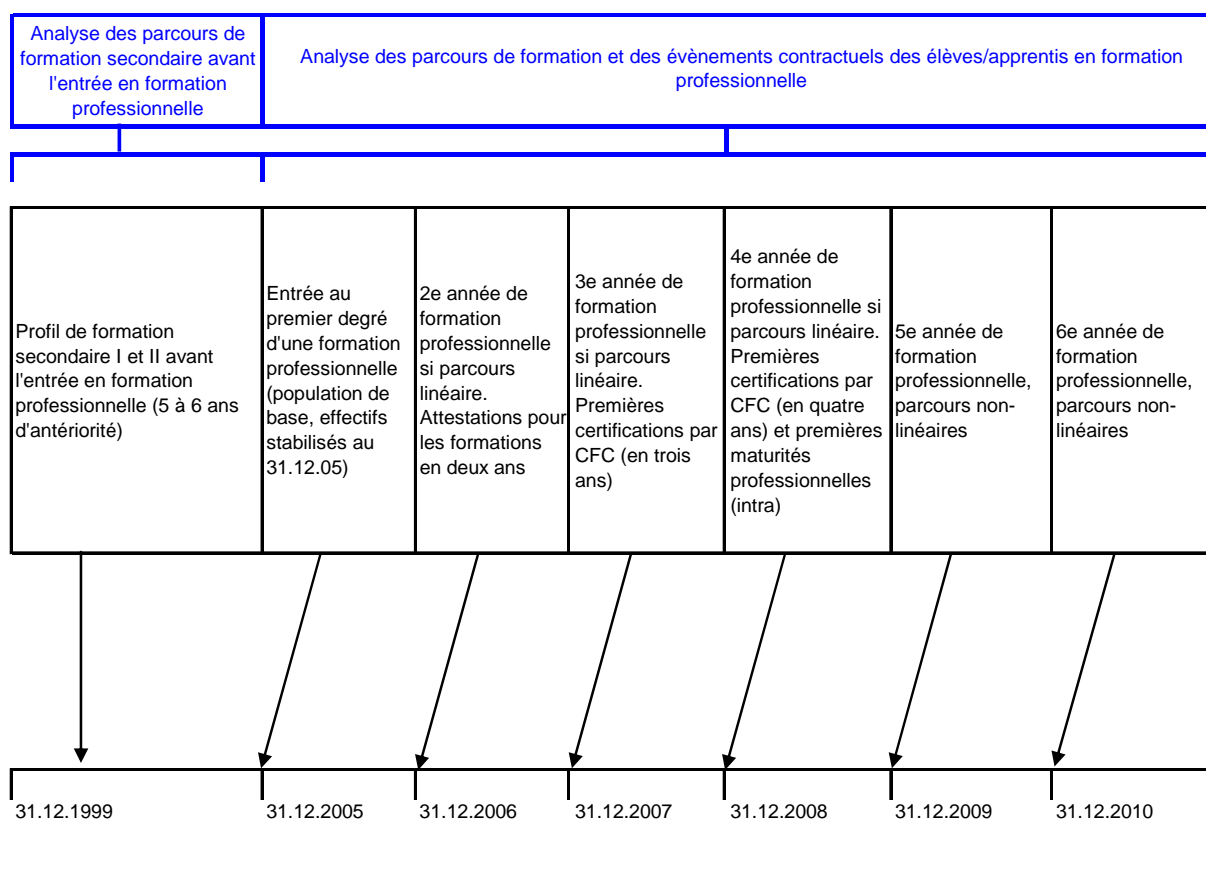 Analyse des parcours de
formation secondaire avant
l'entrée en formation
professionnelle
Analyse des parcours de formation et des évènements contractuels des élèves/apprentis en formation
professionnelle
Profil de formation
secondaire I et II avant
l'entrée en formation
professionnelle (5 à 6 ans
d'antériorité)
Entrée au
premier degré
d'une formation
professionnelle
(population de
base, effectifs
stabilisés au
31.12.05)
2e année de
formation
professionnelle
si parcours
linéaire.
Attestations pour
les formations
en deux ans
3e année de
formation
professionnelle
si parcours
linéaire.
Premières
certifications par
CFC (en trois
ans)
4e année de
formation
professionnelle si
parcours linéaire.
Premières
certifications par
CFC (en quatre
ans) et premières
maturités
professionnelles
(intra)
5e année de
formation
professionnelle,
parcours non-
linéaires
6e année de
formation
professionnelle,
parcours non-
linéaires
31.12.1999
31.12.2005
31.12.2006
31.12.2007
31.12.2008
31.12.2009
31.12.2010